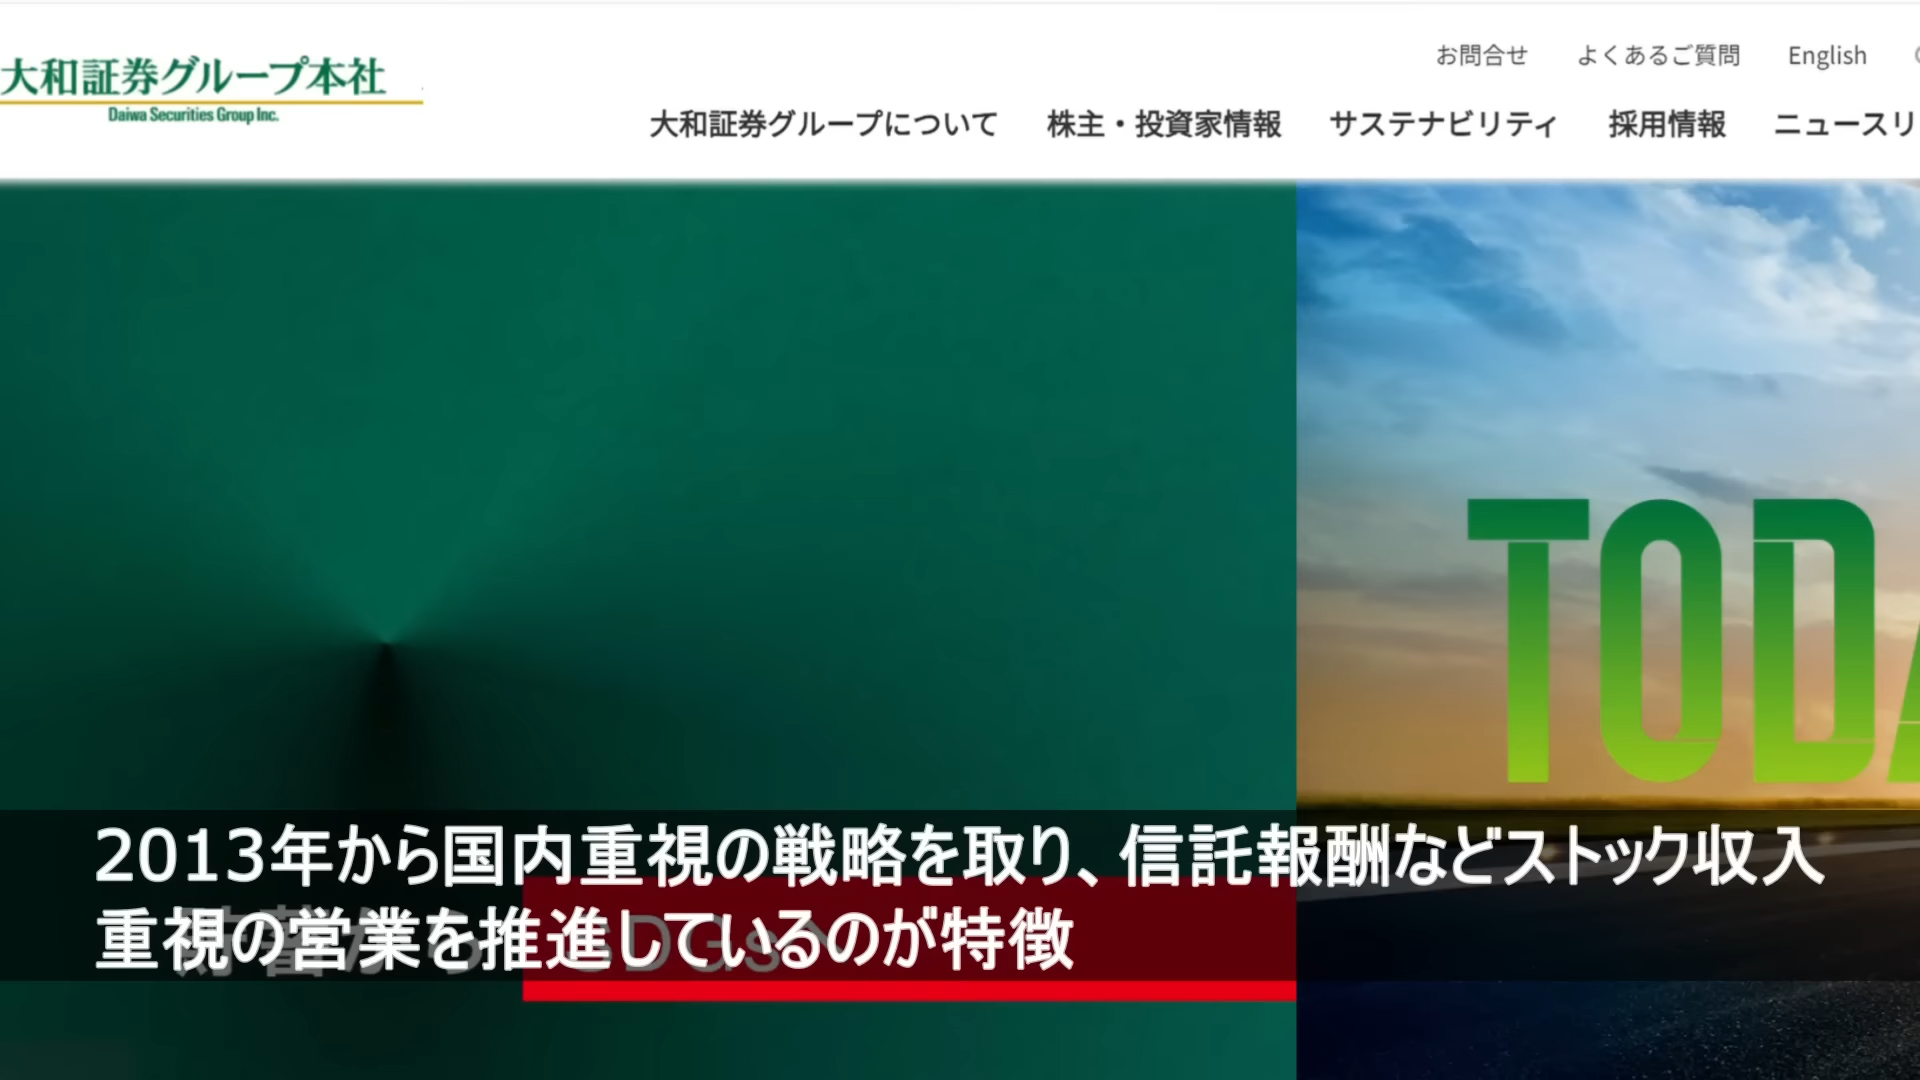 大和証券グループ本社
Daiwa Securities Group Inc.
お問合せ よくあるご質問 English
大和証券グループについて 株主・投資家情報 サステナビリティ 採用情報 ニュースリ
TODA
2013年から国内重視の戦略を取り、信託報酬などストック収入
重視の営業を推進しているのが特徴